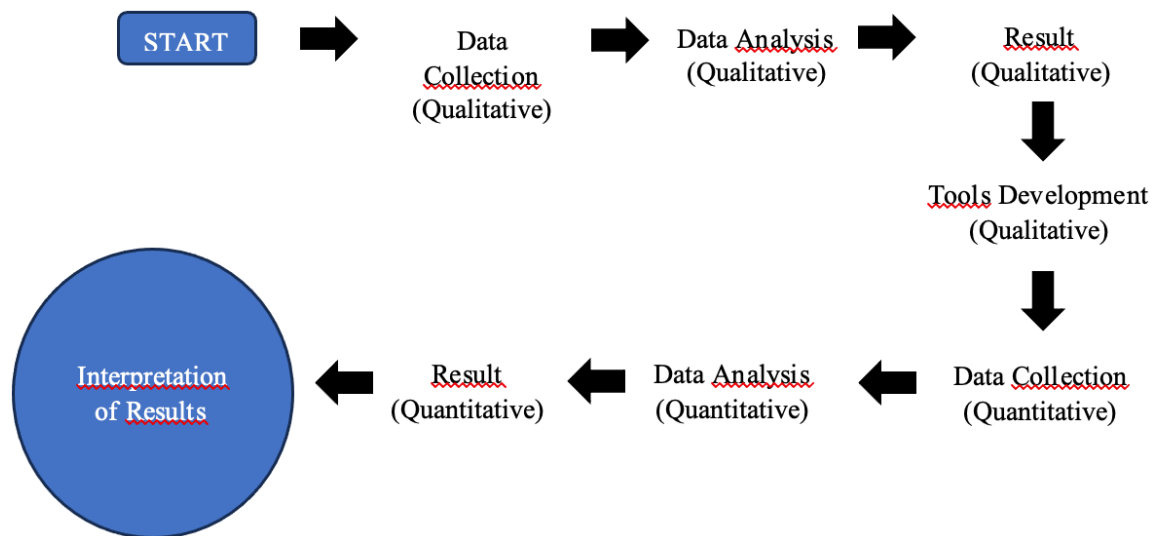 START
Data
Collection
(Qualitative)
Data Analysis
(Qualitative)
Result
(Qualitative)
Tools Development
(Qualitative)
Data Collection
(Quantitative)
Data Analysis
(Quantitative)
Result
(Quantitative)
Interpretation
of Results